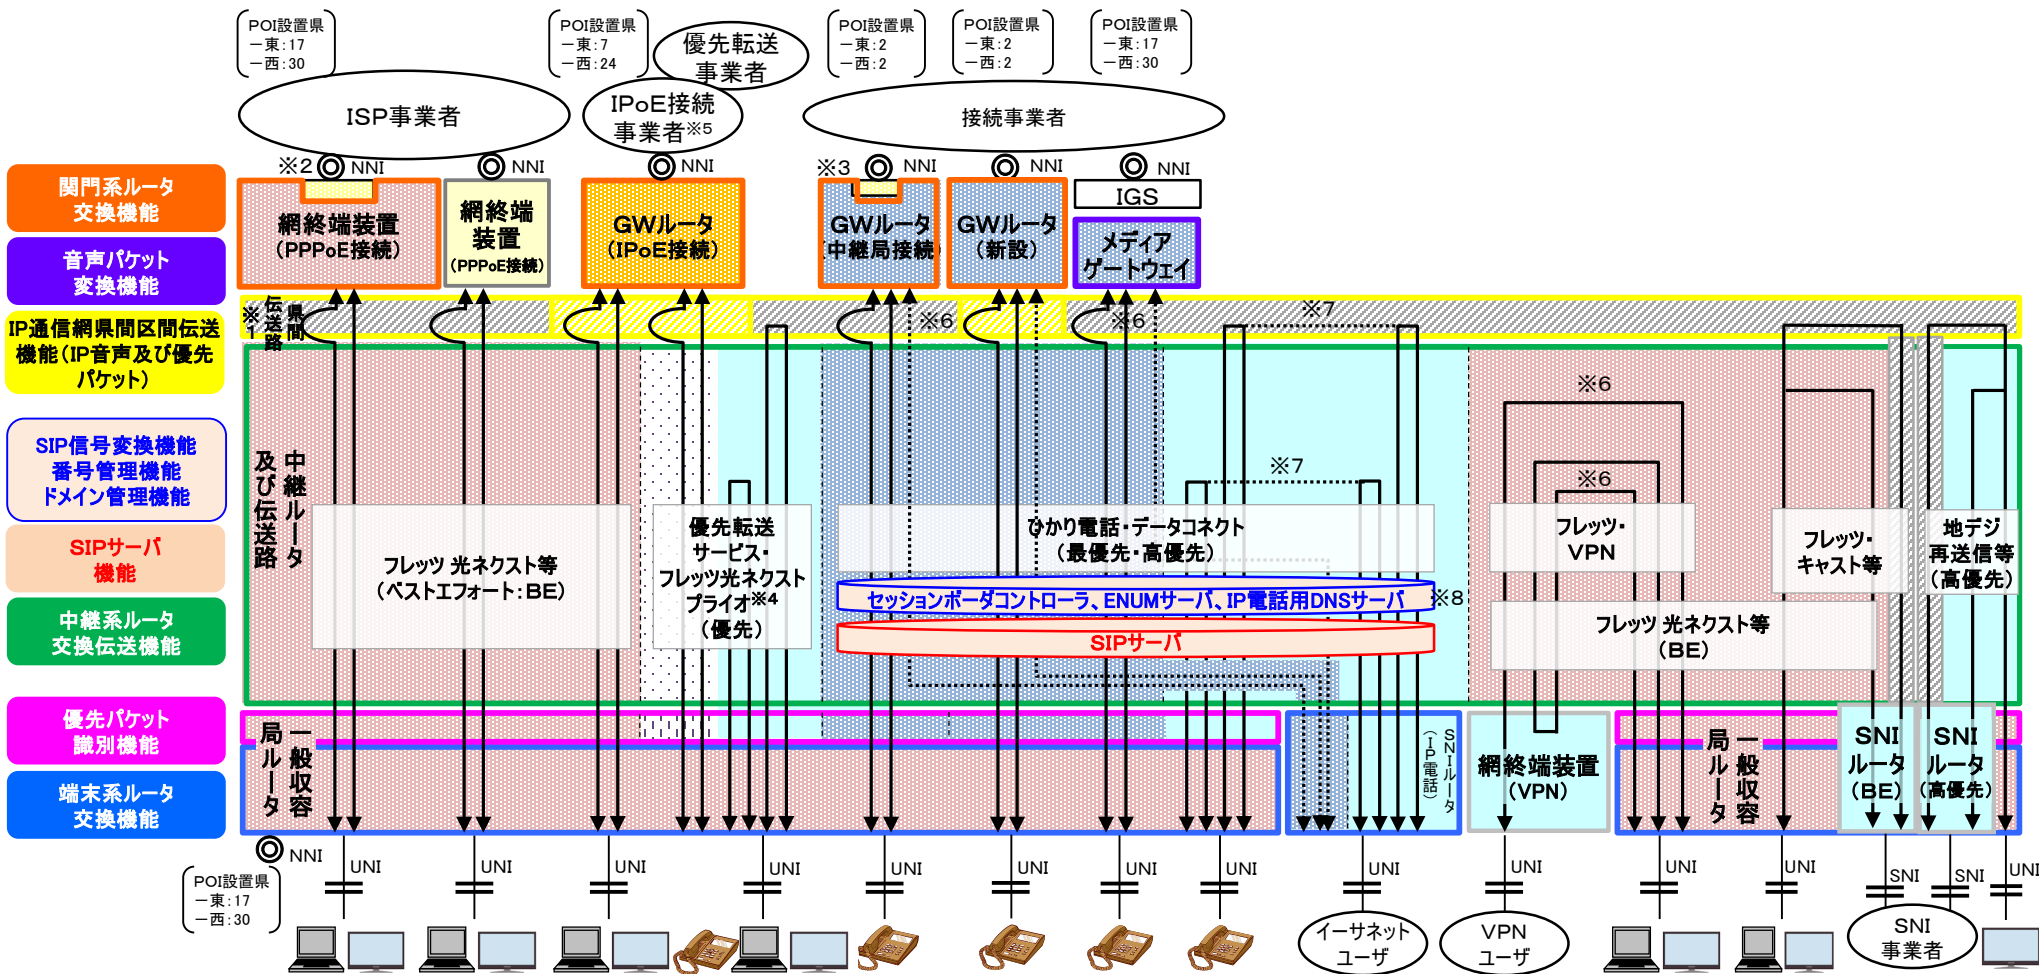 POI設置県
－東：17
－西：30
POI設置県
－東：7
－西：24
優先転送
事業者
POI設置県
－東：2
－西：2
POI設置県
－東：2
－西：2
POI設置県
－東：17
－西：30
ISP事業者
IPoE接続
事業者※5
接続事業者
※2
NNI
NNI
NNI
※3
NNI
NNI
NNI
関門系ルータ
交換機能
音声パケット
変換機能
IP通信網県間区間伝送
機能（IP音声及び優先
パケット）
SIP信号変換機能
番号管理機能
ドメイン管理機能
SIPサーバ
機能
中継系ルータ
交換伝送機能
優先パケット
識別機能
端末系ルータ
交換機能
網終端装置
（PPPoE接続）
網終端
装置
（PPPoE接続）
GWルータ
（IPoE接続）
GWルータ
（中継局接続）
GWルータ
（新設）
IGS
メディア
ゲートウェイ
県間
伝送路
※1
※6
※6
※7
中継ルータ
及び伝送路
※6
※7
※6
フレッツ 光ネクスト等
（ベストエフォート：BE）
優先転送
サービス・
フレッツ光ネクスト
プライオ※4
（優先）
ひかり電話・データコネクト
（最優先・高優先）
セッションボーダコントローラ、ENUMサーバ、IP電話用DNSサーバ
※8
SIPサーバ
フレッツ・
VPN
フレッツ 光ネクスト等
（BE）
フレッツ・
キャスト等
地デジ
再送信等
（高優先）
一般収容
局ルータ
SNIルータ
（IP電話）
網終端装置
（VPN）
一般収容
局ルータ
SNI
ルータ
（BE）
SNI
ルータ
（高優先）
NNI
POI設置県
－東：17
－西：30
UNI
UNI
UNI
UNI
UNI
UNI
UNI
UNI
UNI
UNI
UNI
UNI
SNI
SNI
UNI
イーサネット
ユーザ
VPN
ユーザ
SNI
事業者